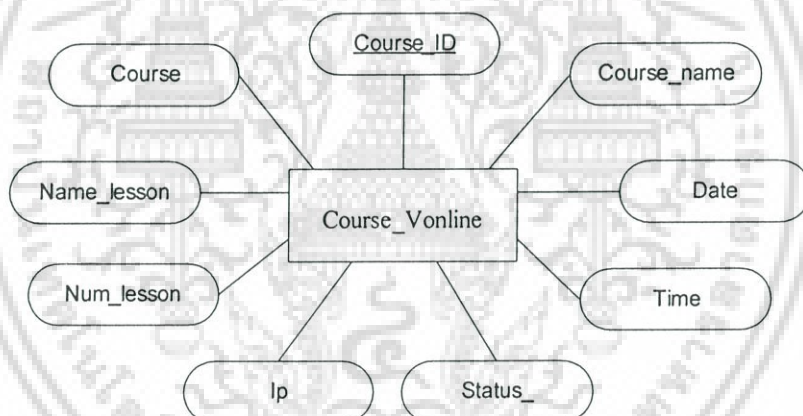 Course_ID
Course
Course_name
Name_lesson
Date
Course_Vonline
Num_lesson
Time
Ip
Status_